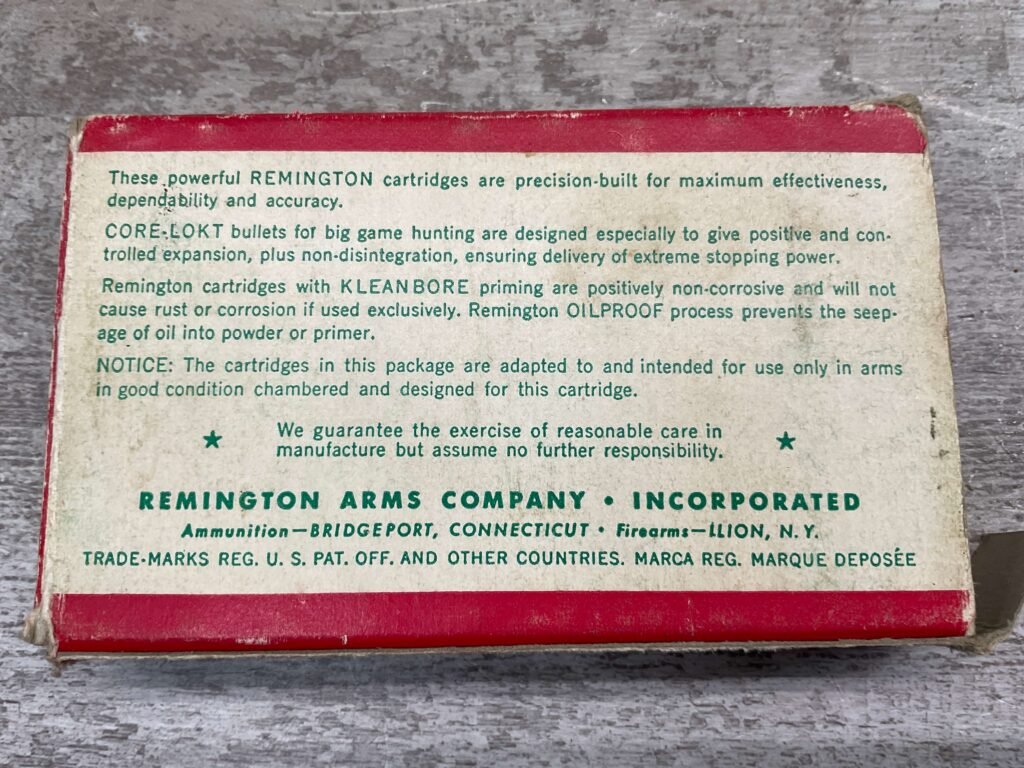 These powerful REMINGTON cartridges are precision-built for maximum effectiveness,
dependability and accuracy.
CORE-LOKT bullets for big game hunting are designed especially to give positive and con-
trolled expansion, plus non-disintegration, ensuring delivery of extreme stopping power.
Remington cartridges with KLEANBORE priming are positively non-corrosive and will not
cause rust or corrosion if used exclusively. Remington OILPROOF process prevents the seep-
age of oil into powder or primer.
NOTICE: The cartridges in this package are adapted to and intended for use only in arms
in good condition chambered and designed for this cartridge.
★ We guarantee the exercise of reasonable care in ★
manufacture but assume no further responsibility.
REMINGTON ARMS COMPANY • INCORPORATED
Ammunition—BRIDGEPORT, CONNECTICUT • Firearms—ILION, N. Y.
TRADE-MARKS REG. U. S. PAT. OFF. AND OTHER COUNTRIES. MARCA REG. MARQUE DEPOSÉE